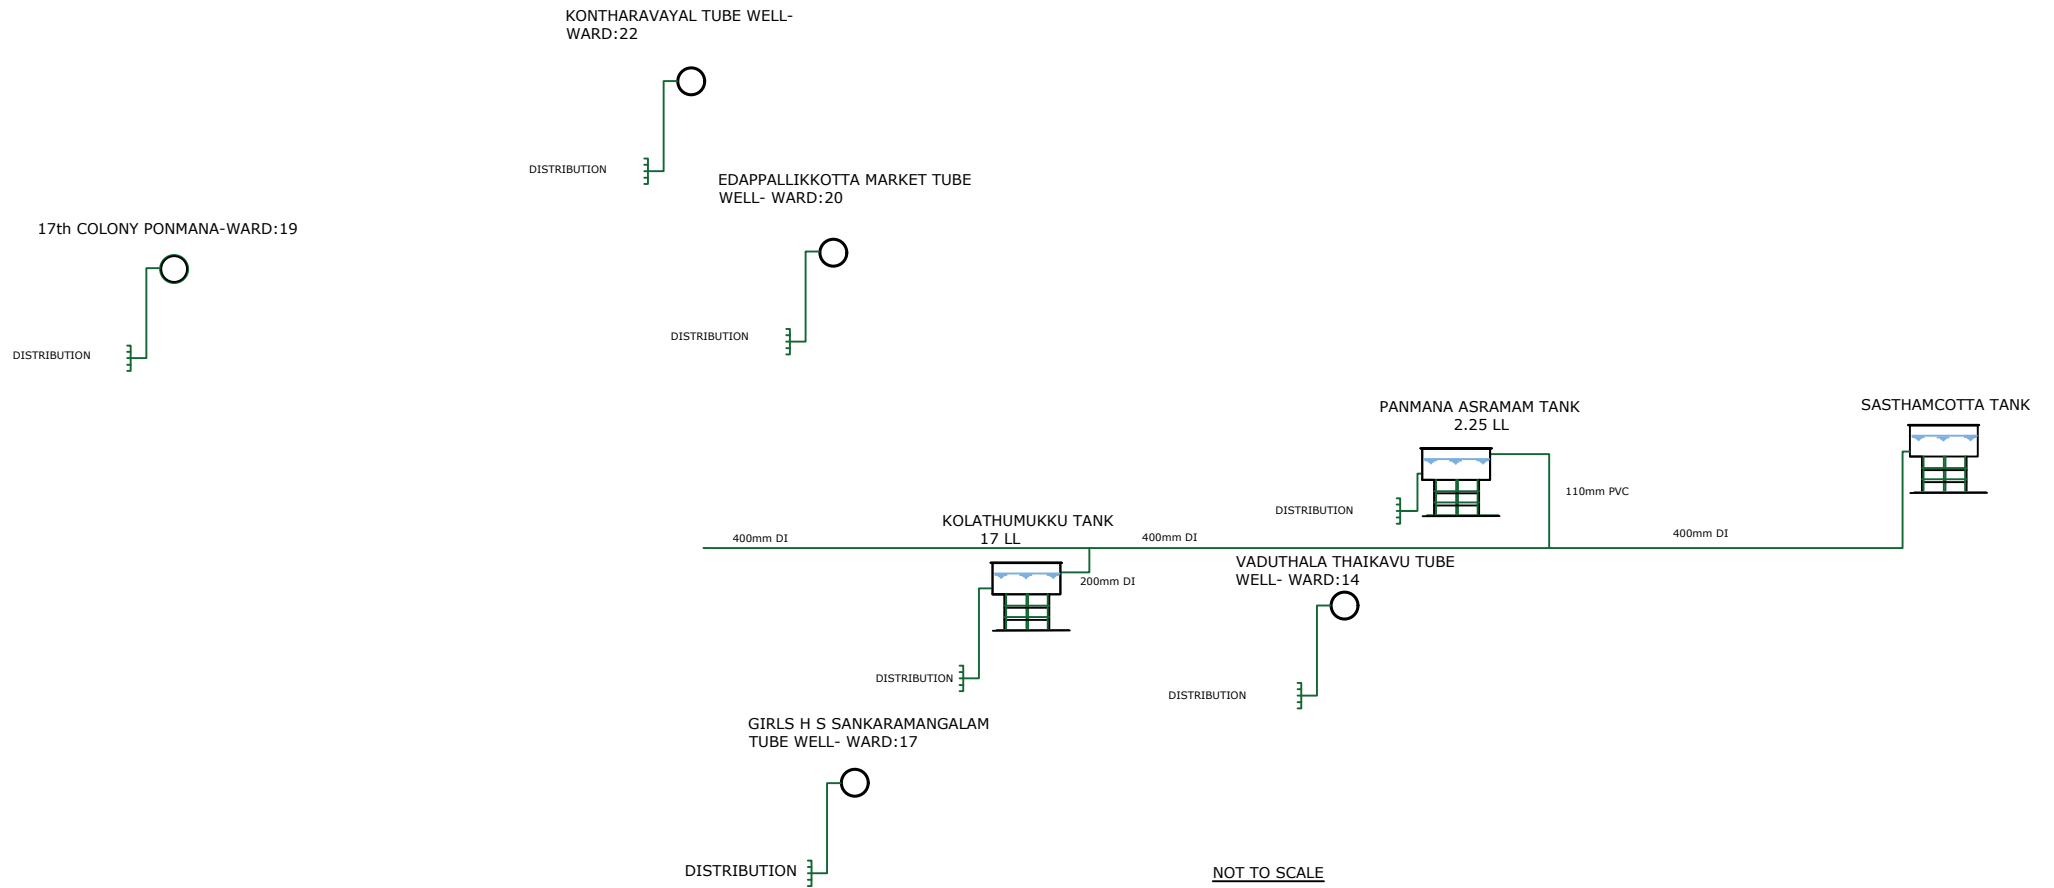 KONTHARAVAYAL TUBE WELL-
WARD:22
DISTRIBUTION
EDAPPALLIKKOTTA MARKET TUBE
WELL- WARD:20
DISTRIBUTION
17th COLONY PONMANA-WARD:19
DISTRIBUTION
PANMANA ASRAMAM TANK
2.25 LL
110mm PVC
DISTRIBUTION
SASTHAMCOTTA TANK
400mm DI
KOLATHUMUKKU TANK
17 LL
400mm DI
400mm DI
200mm DI
DISTRIBUTION
VADUTHALA THAIKAVU TUBE
WELL- WARD:14
DISTRIBUTION
GIRLS H S SANKARAMANGALAM
TUBE WELL- WARD:17
DISTRIBUTION
NOT TO SCALE